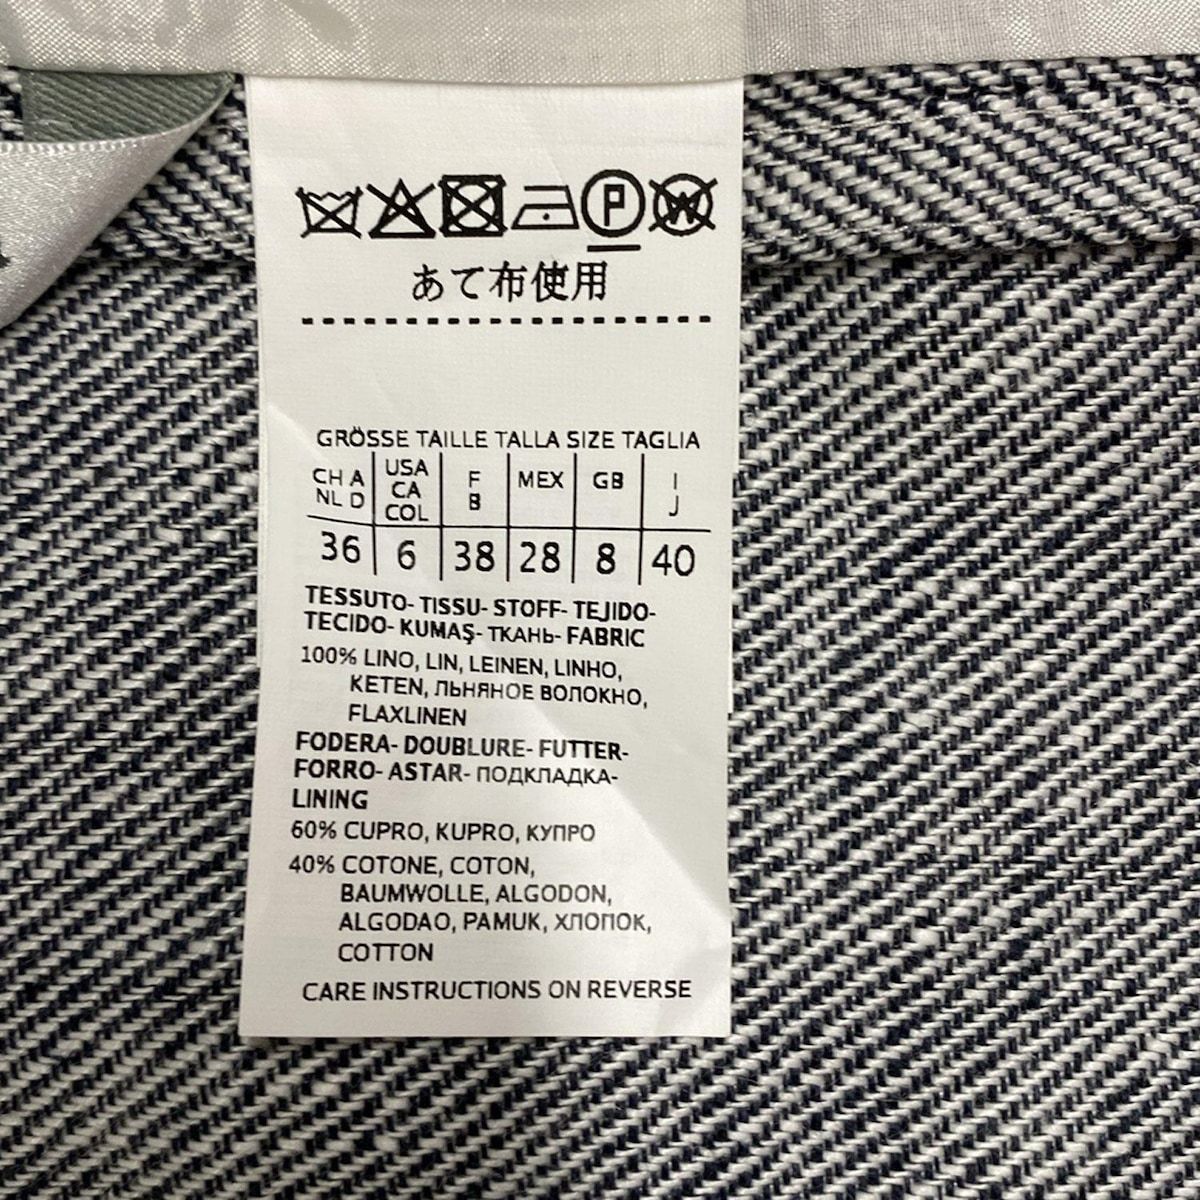 P W
あて布使用
GRÖSSE TAILLE TALLA SIZE TAGLIA
CH A NL D | USA CA COL | F B | MEX | GB | I J
36 | 6 | 38 | 28 | 8 | 40
TESSUTO- TISSU- STOFF- TEJIDO-
TECIDO- KUMAŞ- ТКАНЬ- FABRIC
100% LINO, LIN, LEINEN, LINHO,
KETEN, ЛЬНЯНОЕ ВОЛОКНО,
FLAXLINEN
FODERA- DOUBLURE- FUTTER-
FORRO- ASTAR- ПОДКЛАДКА-
LINING
60% CUPRO, KUPRO, КУПРО
40% COTONE, COTON,
BAUMWOLLE, ALGODON,
ALGODAO, PAMUK, ХЛОПОК,
COTTON
CARE INSTRUCTIONS ON REVERSE